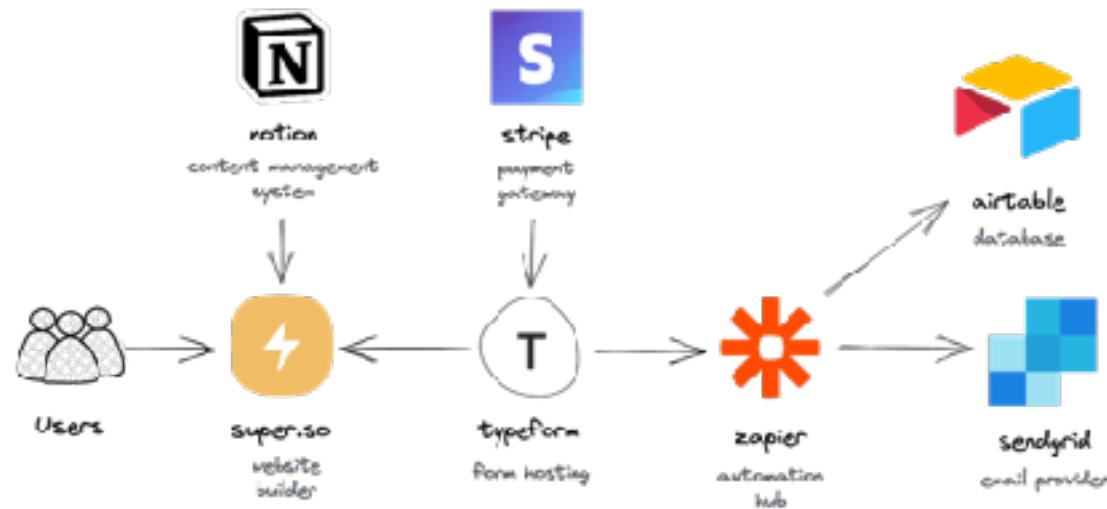 N
S
notion
content management
system
stripe
payment
gateway
airtable
database
T
Users
super.so
website
builder
typeform
form hosting
zapier
automation
hub
sendgrid
email provider